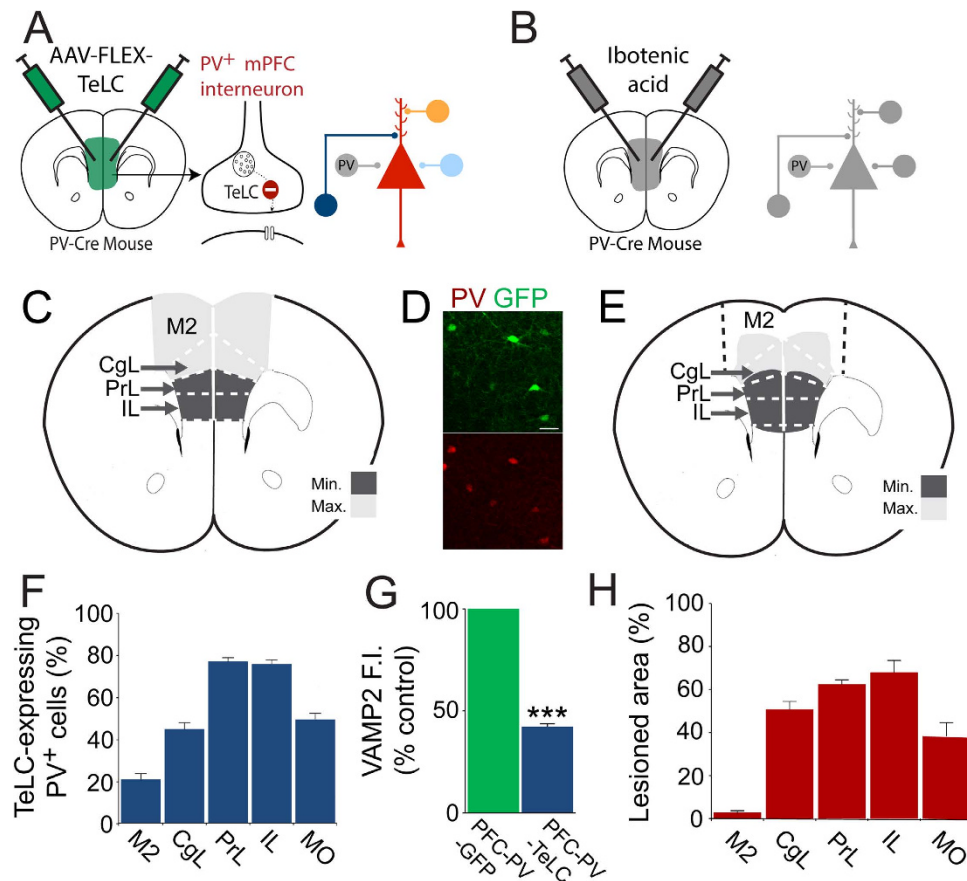 A
AAV-FLEX-
TeLC
PV+ mPFC
interneuron
TeLC
PV
PV-Cre Mouse
B
Ibotenic
acid
PV
PV-Cre Mouse
C
M2
CgL
PrL
IL
Min.
Max.
D
PV GFP
E
M2
CgL
PrL
IL
Min.
Max.
F
TeLC-expressing
PV+ cells (%)
100
80
60
40
20
0
M2
CgL
PrL
IL
MO
G
VAMP2 F.I.
(% control)
100
50
0
***
PFC-PV
-GFP
PFC-PV
-TeLC
H
Lesioned area (%)
100
80
60
40
20
0
M2
CgL
PrL
IL
MO